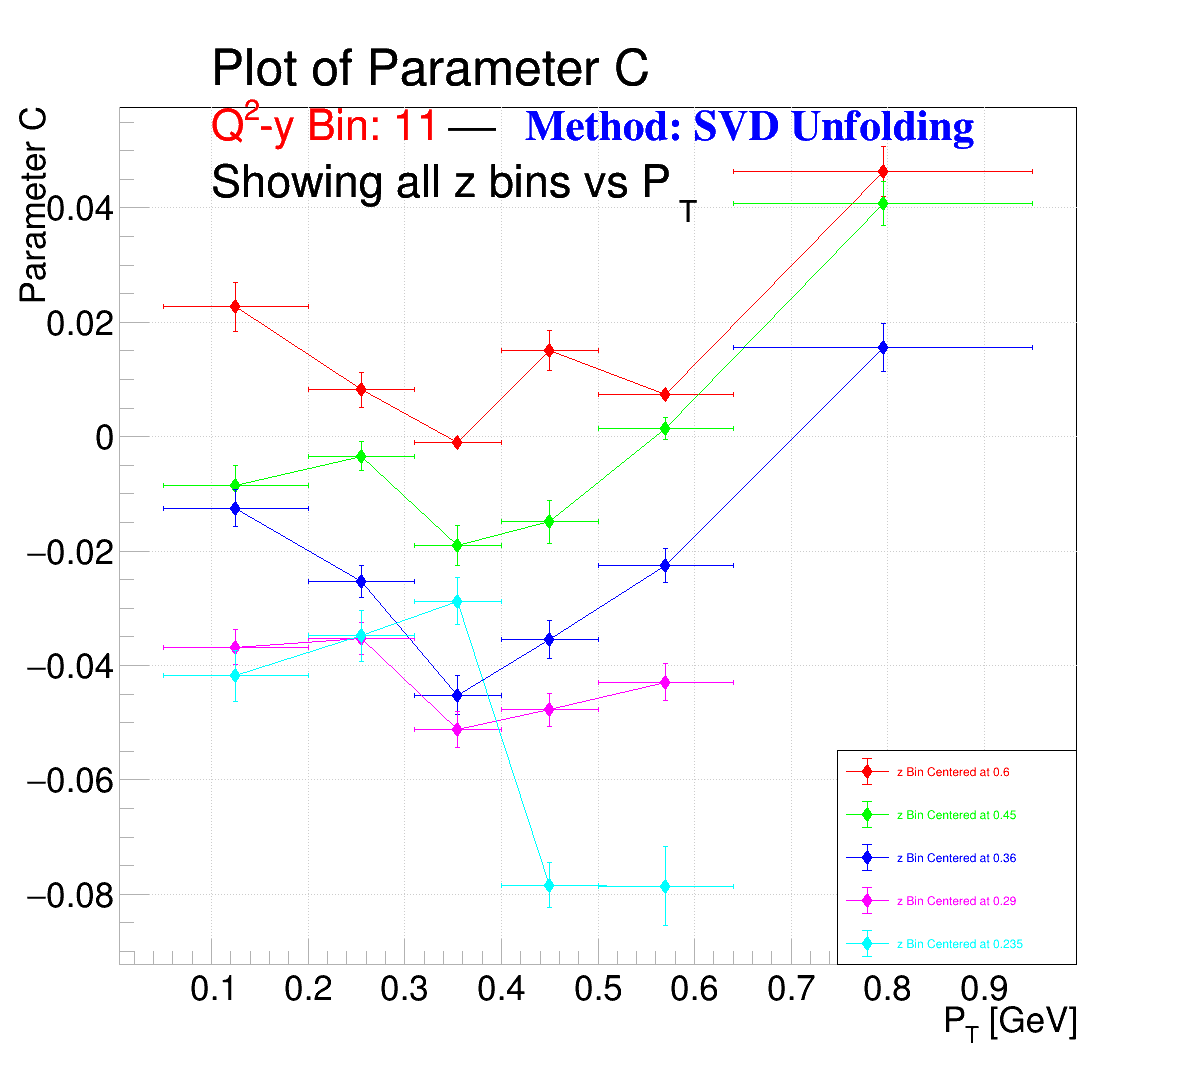 Plot of Parameter C
Q²-y Bin: 11 — Method: SVD Unfolding
Showing all z bins vs P_T
Parameter C
0.04
0.02
0
−0.02
−0.04
−0.06
−0.08
z Bin Centered at 0.6
z Bin Centered at 0.45
z Bin Centered at 0.36
z Bin Centered at 0.29
z Bin Centered at 0.235
0.1 0.2 0.3 0.4 0.5 0.6 0.7 0.8 0.9
P_T [GeV]